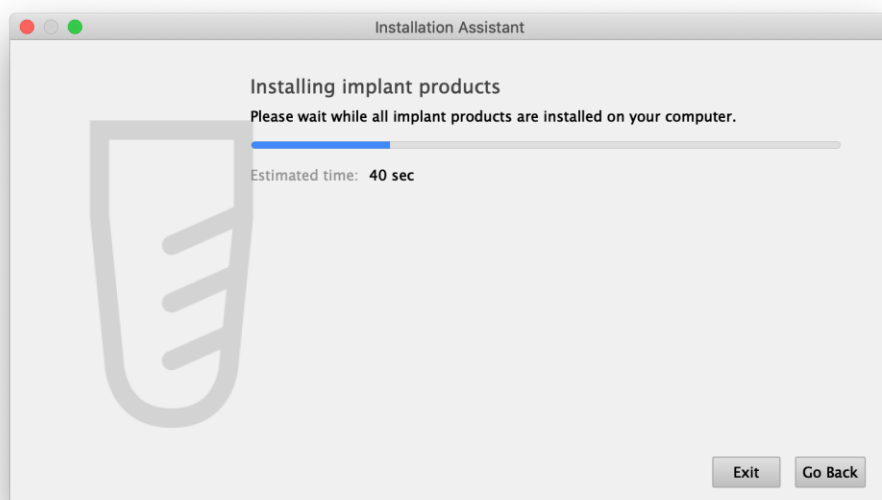 Installation Assistant
Installing implant products
Please wait while all implant products are installed on your computer.
Estimated time: 40 sec
Exit Go Back